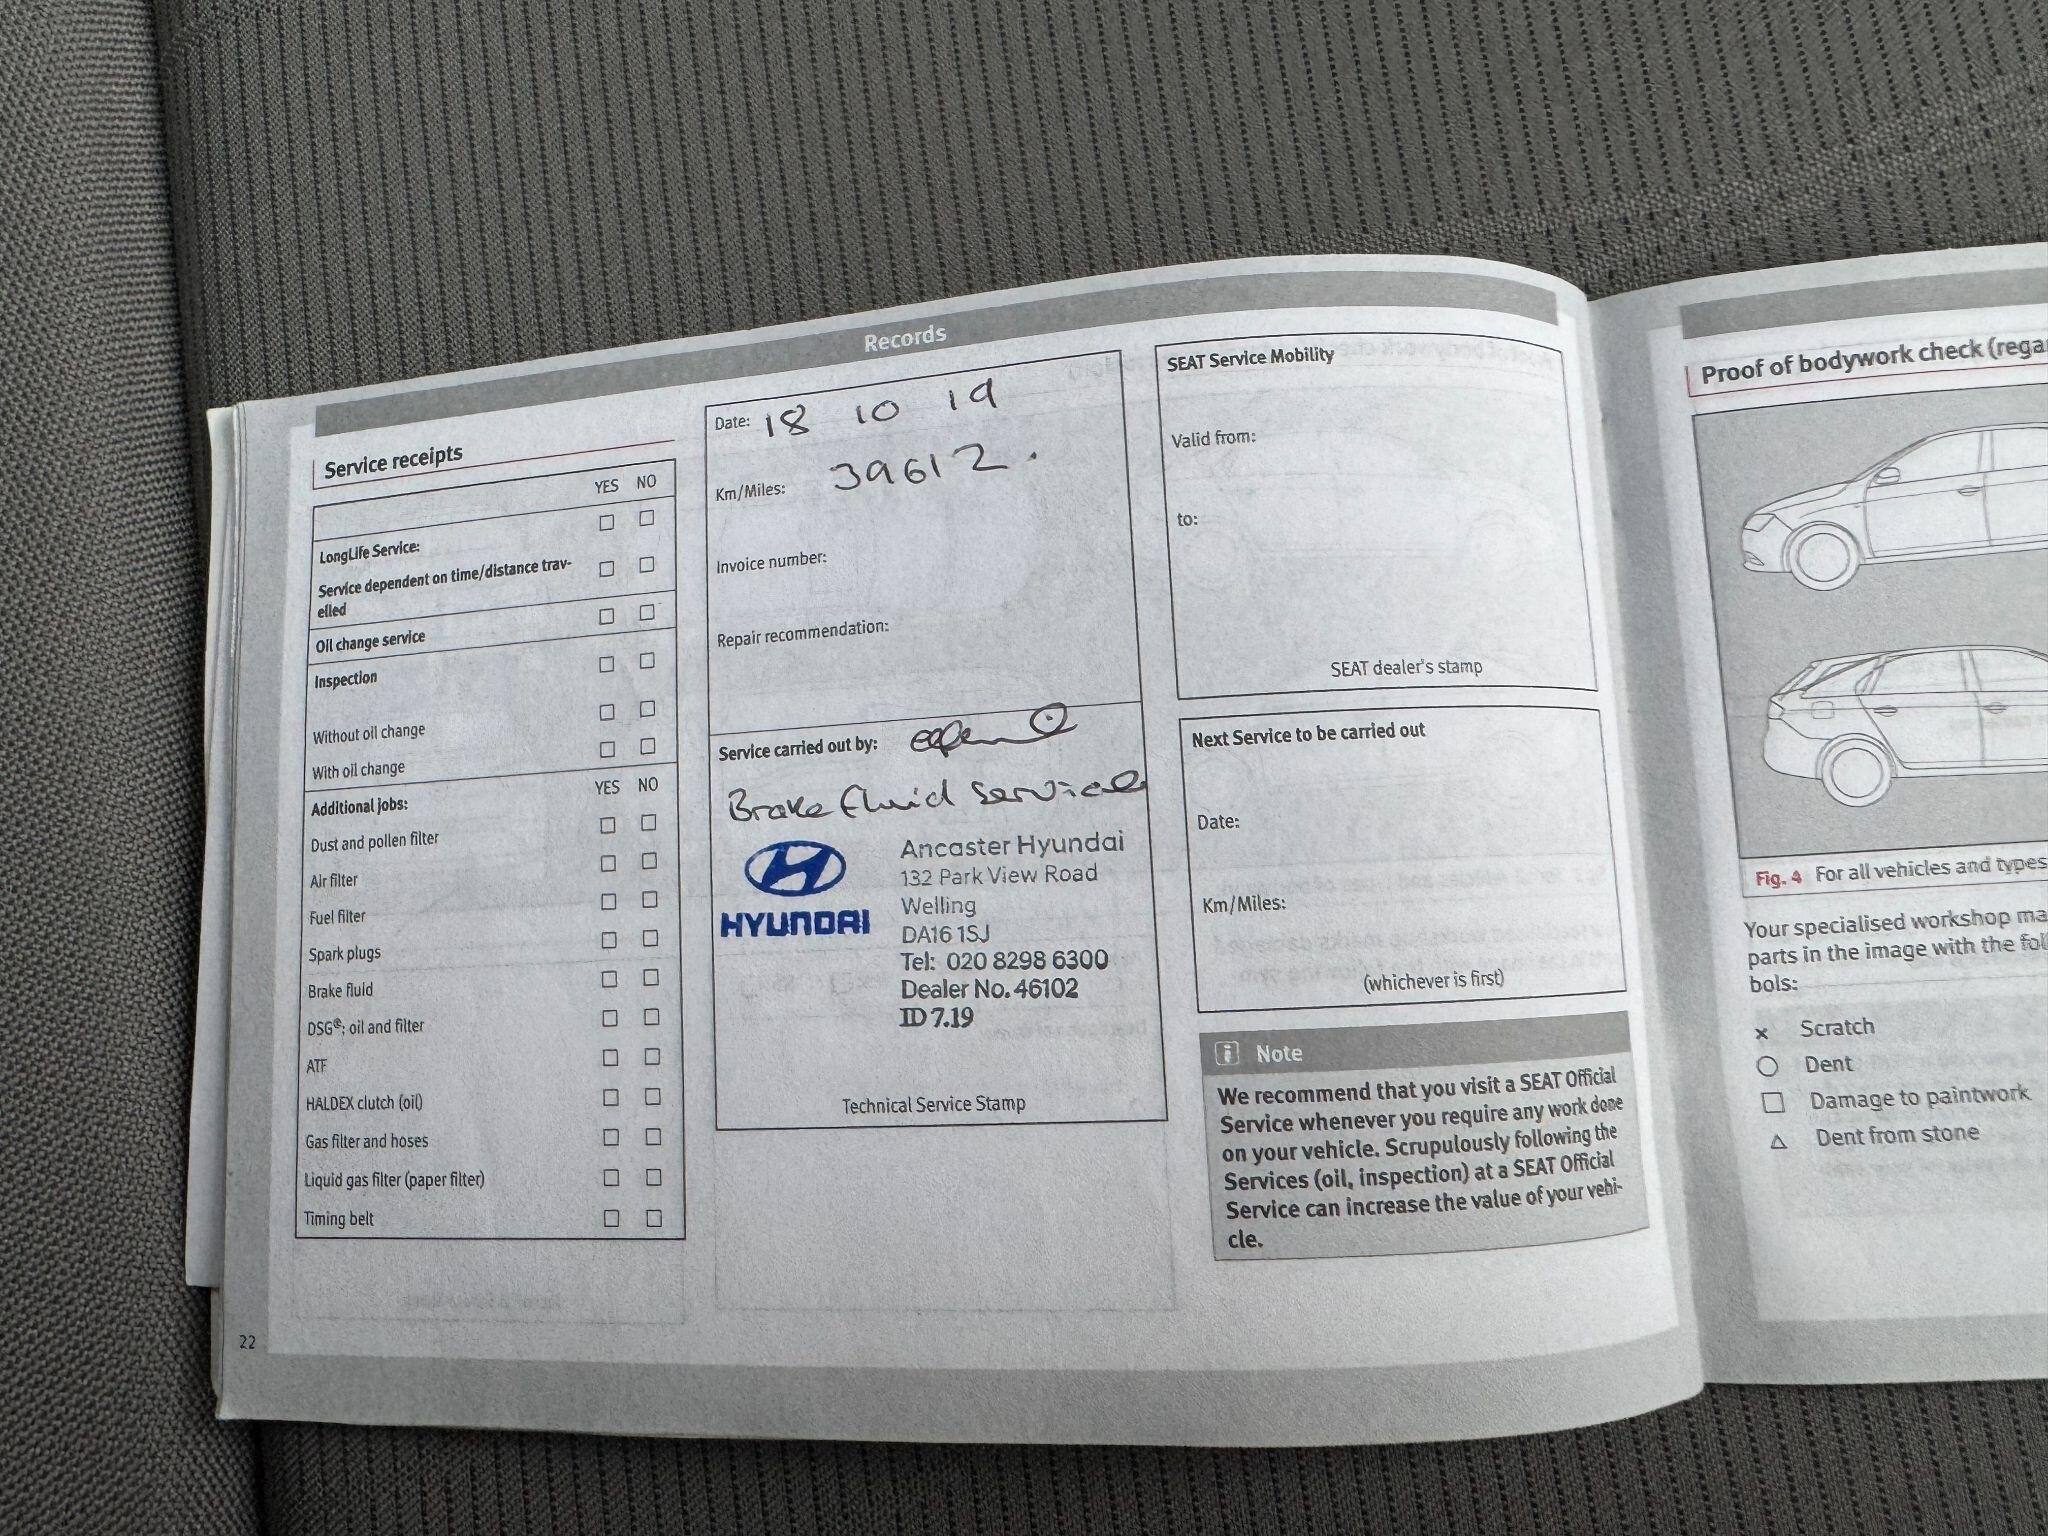 Records
Service receipts
YES NO
LongLife Service:
Service dependent on time/distance trav-
elled
Oil change service
Inspection
Without oil change
With oil change
Additional jobs:
YES NO
Dust and pollen filter
Air filter
Fuel filter
Spark plugs
Brake fluid
DSG®: oil and filter
ATF
HALDEX clutch (oil)
Gas filter and hoses
Liquid gas filter (paper filter)
Timing belt
22
Date: 18 10 19
Km/Miles: 39612.
Invoice number:
Repair recommendation:
Service carried out by:
Brake fluid service
HYUNDAI
Ancaster Hyundai
132 Park View Road
Welling
DA16 1SJ
Tel: 020 8298 6300
Dealer No. 46102
ID 7.19
Technical Service Stamp
SEAT Service Mobility
Valid from:
to:
SEAT dealer's stamp
Next Service to be carried out
Date:
Km/Miles:
(whichever is first)
i Note
We recommend that you visit a SEAT Official
Service whenever you require any work done
on your vehicle. Scrupulously following the
Services (oil, inspection) at a SEAT Official
Service can increase the value of your vehi-
cle.
Proof of bodywork check (rega
Fig. 4 For all vehicles and types
Your specialised workshop ma
parts in the image with the fol
bols:
× Scratch
○ Dent
□ Damage to paintwork
△ Dent from stone